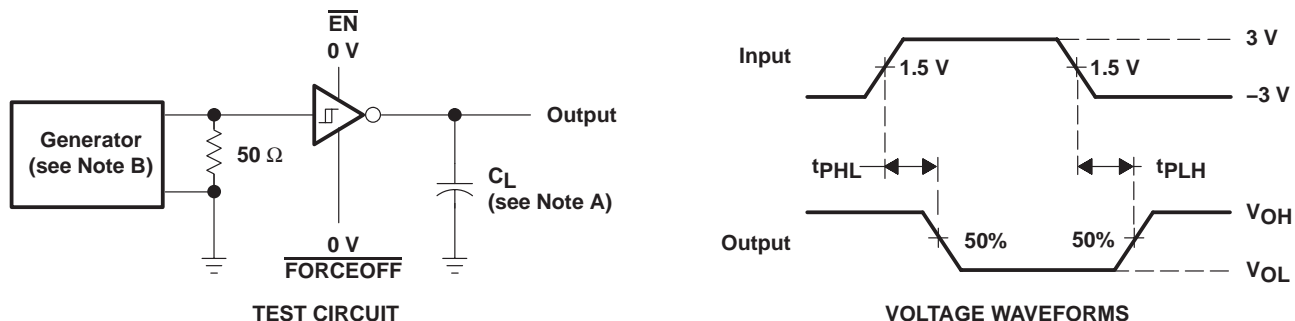 EN
0 V
Generator
(see Note B)
50 Ω
Output
CL
(see Note A)
0 V
FORCEOFF
TEST CIRCUIT
Input
3 V
1.5 V
1.5 V
–3 V
tPHL
tPLH
Output
50%
50%
VOH
VOL
VOLTAGE WAVEFORMS